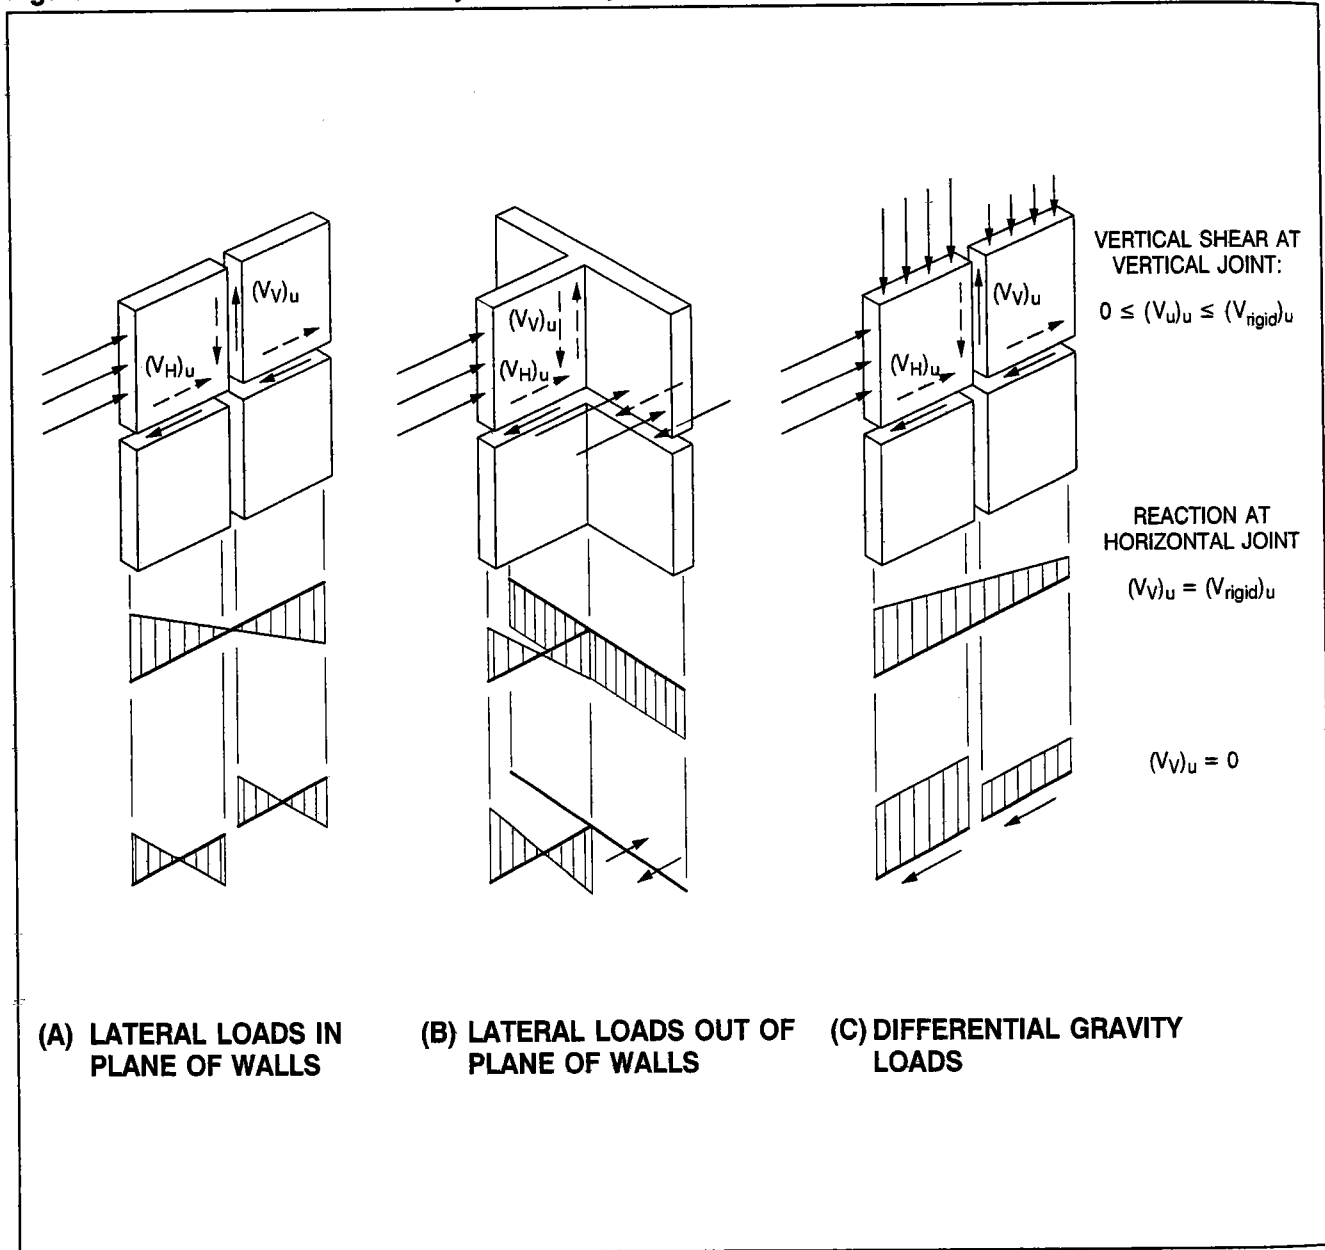 (V_V)_u
(V_H)_u
(V_V)_u
(V_H)_u
(V_V)_u
(V_H)_u
VERTICAL SHEAR AT
VERTICAL JOINT:
0 ≤ (V_u)_u ≤ (V_rigid)_u
REACTION AT
HORIZONTAL JOINT
(V_V)_u = (V_rigid)_u
(V_V)_u = 0
(A) LATERAL LOADS IN
PLANE OF WALLS
(B) LATERAL LOADS OUT OF
PLANE OF WALLS
(C) DIFFERENTIAL GRAVITY
LOADS